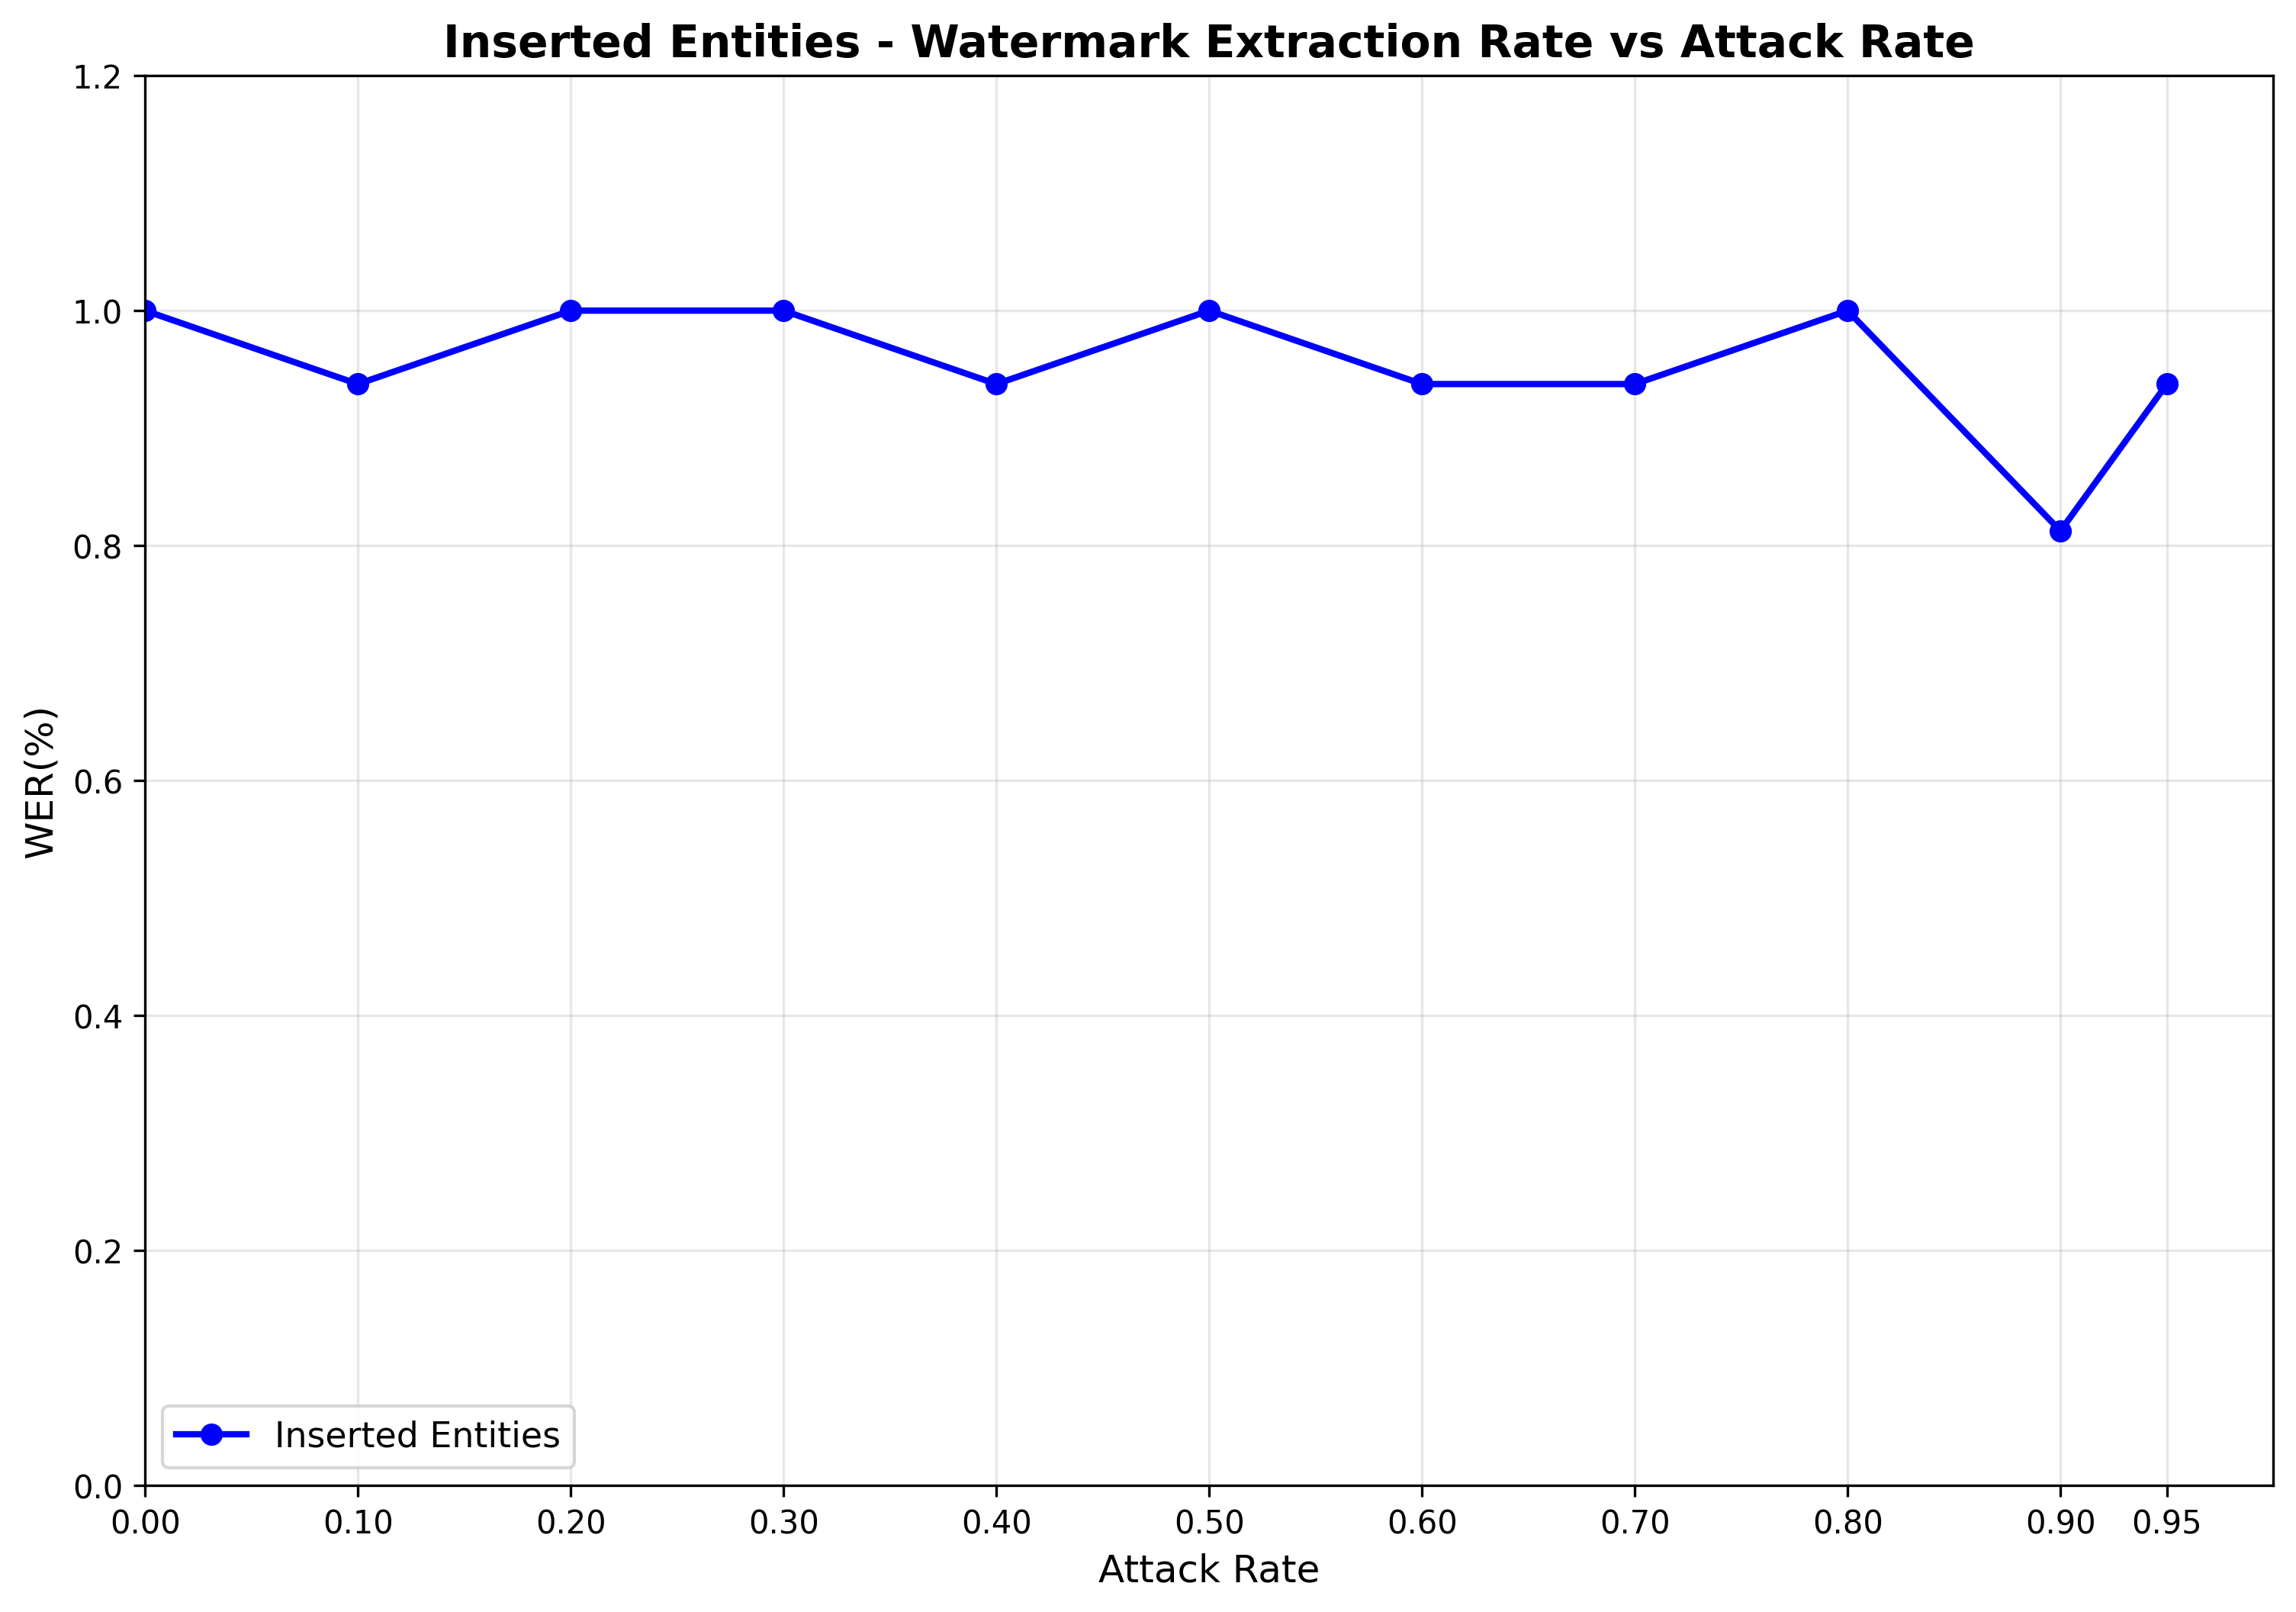 Inserted Entities - Watermark Extraction Rate vs Attack Rate
1.2
1.0
0.8
0.6
0.4
0.2
0.0
WER(%)
Inserted Entities
0.00 0.10 0.20 0.30 0.40 0.50 0.60 0.70 0.80 0.90 0.95
Attack Rate